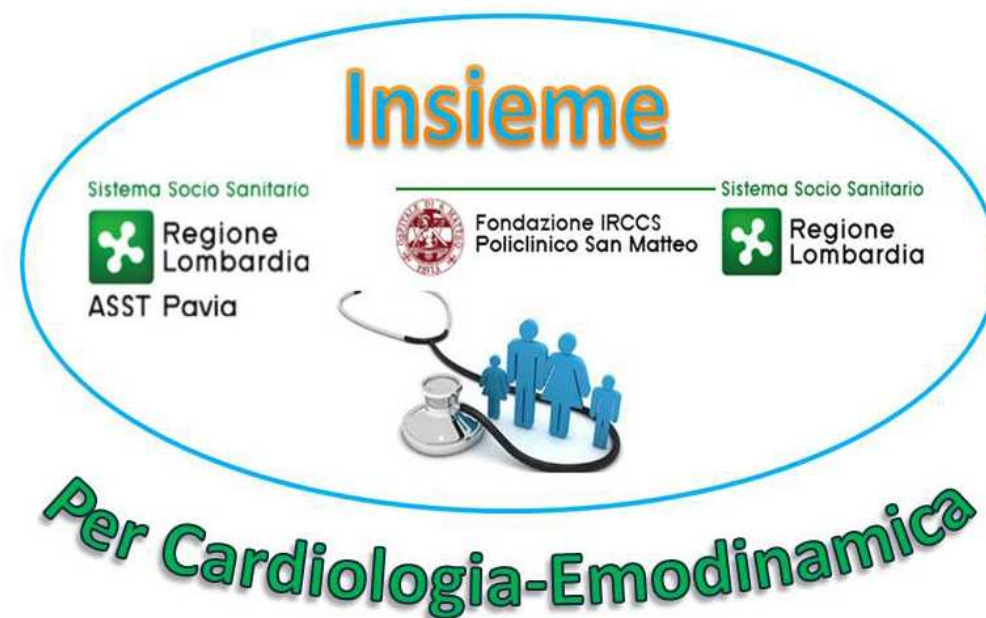 Insieme
Sistema Socio Sanitario
Regione
Lombardia
ASST Pavia
Fondazione IRCCS
Policlinico San Matteo
Sistema Socio Sanitario
Regione
Lombardia
Per Cardiologia-Emodinamica